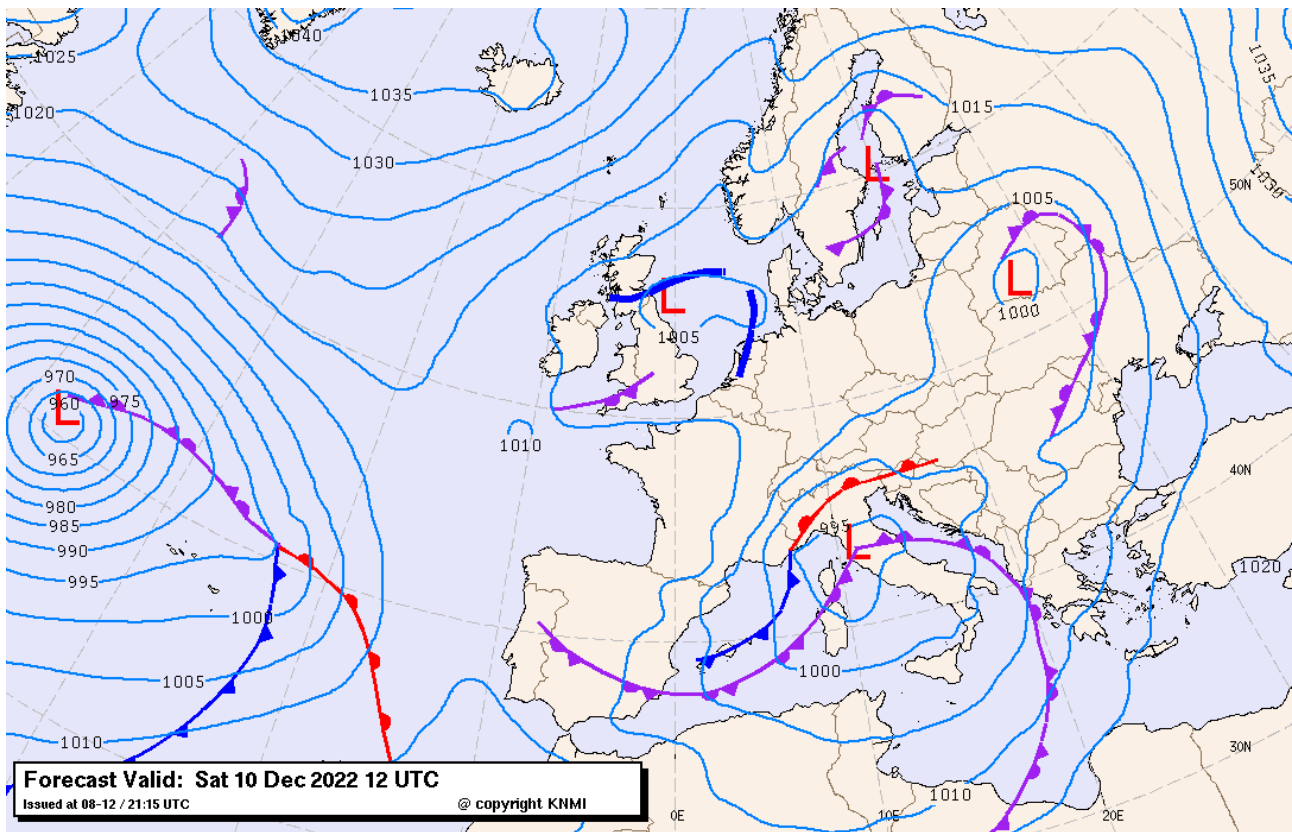 1040
1025
1035
1035
1020
1015
1030
1030
50N
1005
L
L
1000
L
1005
970
975
960
L
965
1010
40N
980
985
990
995
L
995
1020
1000
1000
1005
1010
30N
Forecast Valid: Sat 10 Dec 2022 12 UTC
Issued at 08-12 / 21:15 UTC
@ copyright KNMI
1010
0E
10E
20E